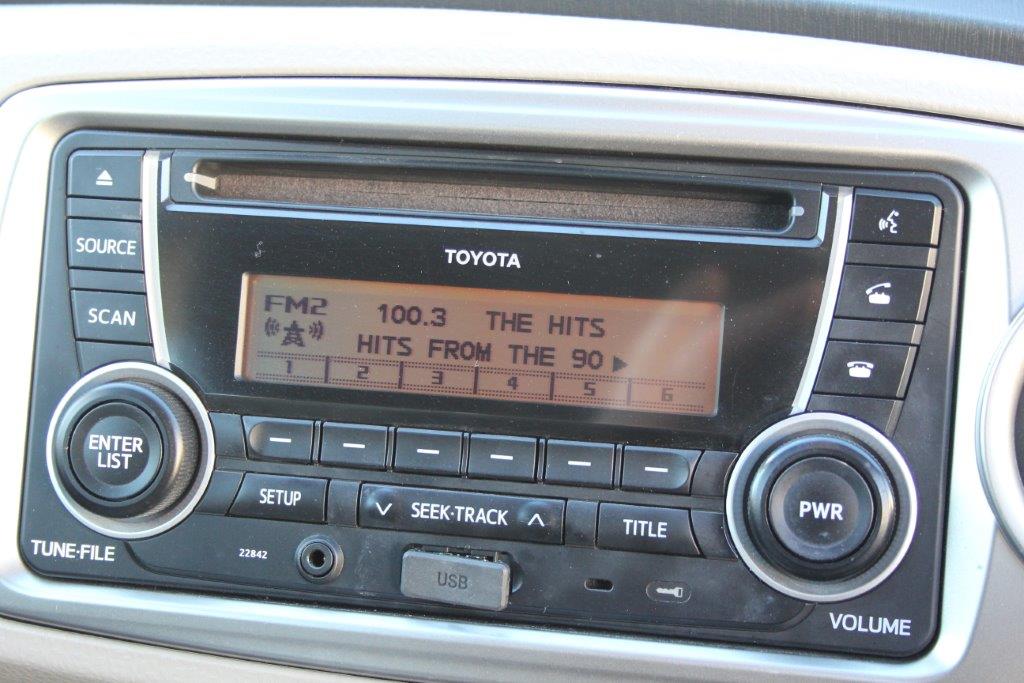 TOYOTA
SOURCE
SCAN
FM2 100.3 THE HITS
HITS FROM THE 90
1 2 3 4 5 6
ENTER
LIST
SETUP
SEEK·TRACK
TITLE
PWR
TUNE·FILE
22842
USB
VOLUME